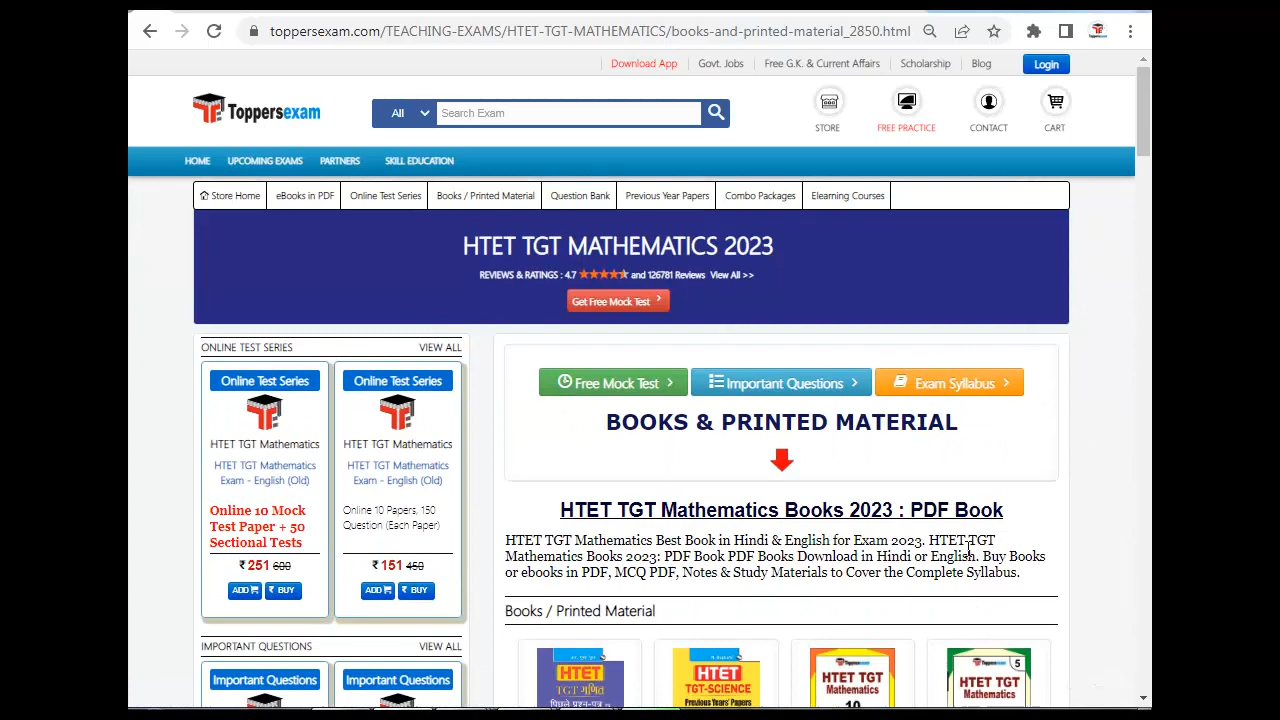 toppersexam.com/TEACHING-EXAMS/HTET-TGT-MATHEMATICS/books-and-printed-material_2850.html
Download App
Govt. Jobs
Free G.K. & Current Affairs
Scholarship
Blog
Login
Toppersexam
All
Search Exam
STORE
FREE PRACTICE
CONTACT
CART
HOME
UPCOMING EXAMS
PARTNERS
SKILL EDUCATION
Store Home
eBooks in PDF
Online Test Series
Books / Printed Material
Question Bank
Previous Year Papers
Combo Packages
Elearning Courses
HTET TGT MATHEMATICS 2023
REVIEWS & RATINGS : 4.7 and 126781 Reviews View All >>
Get Free Mock Test
ONLINE TEST SERIES
VIEW ALL
Online Test Series
HTET TGT Mathematics
HTET TGT Mathematics
Exam - English (Old)
Online 10 Mock
Test Paper + 50
Sectional Tests
₹ 251 600
ADD
₹ BUY
Online Test Series
HTET TGT Mathematics
HTET TGT Mathematics
Exam - English (Old)
Online 10 Papers, 150
Question (Each Paper)
₹ 151 450
ADD
₹ BUY
IMPORTANT QUESTIONS
VIEW ALL
Important Questions
Important Questions
Free Mock Test
Important Questions
Exam Syllabus
BOOKS & PRINTED MATERIAL
HTET TGT Mathematics Books 2023 : PDF Book
HTET TGT Mathematics Best Book in Hindi & English for Exam 2023. HTET TGT
Mathematics Books 2023: PDF Book PDF Books Download in Hindi or English. Buy Books
or ebooks in PDF, MCQ PDF, Notes & Study Materials to Cover the Complete Syllabus.
Books / Printed Material
HTET
TGT गणित
पिछले प्रश्न-पत्र
HTET
TGT-SCIENCE
Previous Years' Papers
Toppersexam
HTET TGT
Mathematics
10
Toppersexam
5
HTET TGT
Mathematics